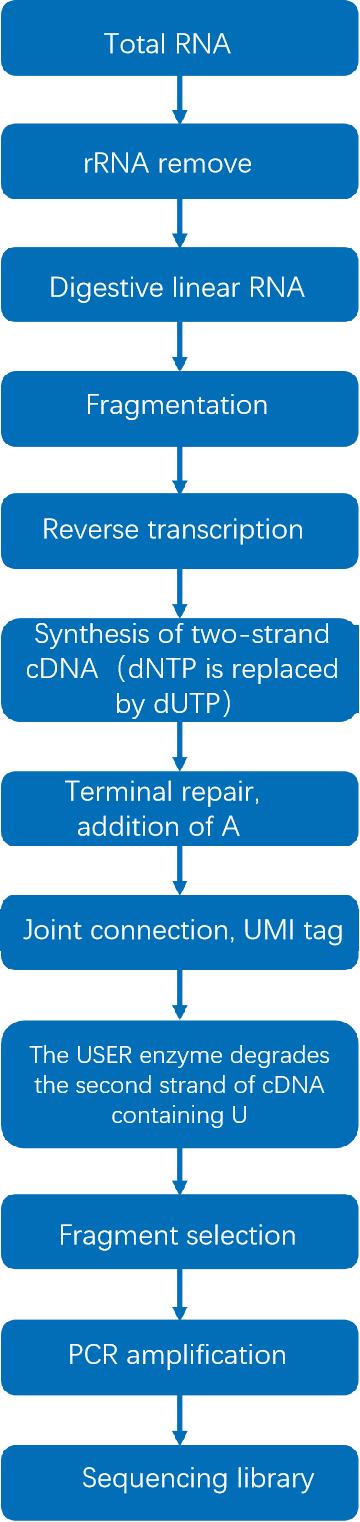 Total RNA
rRNA remove
Digestive linear RNA
Fragmentation
Reverse transcription
Synthesis of two-strand
cDNA（dNTP is replaced
by dUTP）
Terminal repair,
addition of A
Joint connection, UMI tag
The USER enzyme degrades
the second strand of cDNA
containing U
Fragment selection
PCR amplification
Sequencing library